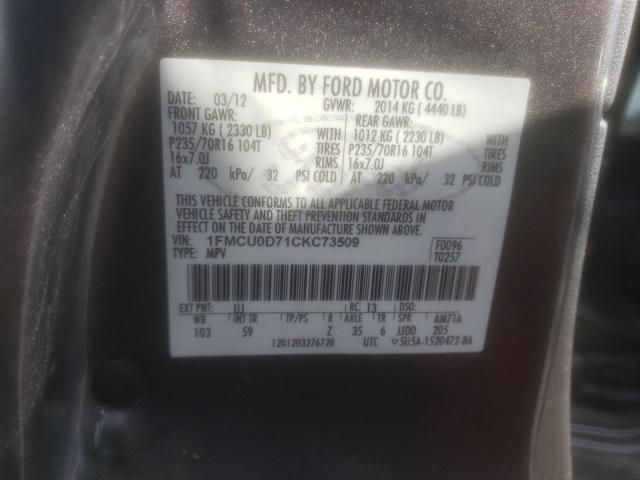 MFD. BY FORD MOTOR CO.
DATE: 03/12 GVWR: 2014 KG ( 4440 LB)
FRONT GAWR: REAR GAWR:
1057 KG ( 2330 LB) WITH 1012 KG ( 2230 LB) WITH
P235/70R16 104T TIRES P235/70R16 104T TIRES
16x7.0J RIMS 16x7.0J RIMS
AT 220 kPa/ 32 PSI COLD AT 220 kPa/ 32 PSI COLD
THIS VEHICLE CONFORMS TO ALL APPLICABLE FEDERAL MOTOR
VEHICLE SAFETY AND THEFT PREVENTION STANDARDS IN
EFFECT ON THE DATE OF MANUFACTURE SHOWN ABOVE.
VIN: 1FMCU0D71CKC73509 F0096
TYPE: MPV T0257
EXT PNT: UJ RC: 13 DSO:
WB INT TR TP/PS R AXLE TR SPR AM71A
103 59 Z 35 6 JJDD 205
1201203276720 UTC 5U5A-1520472-BA